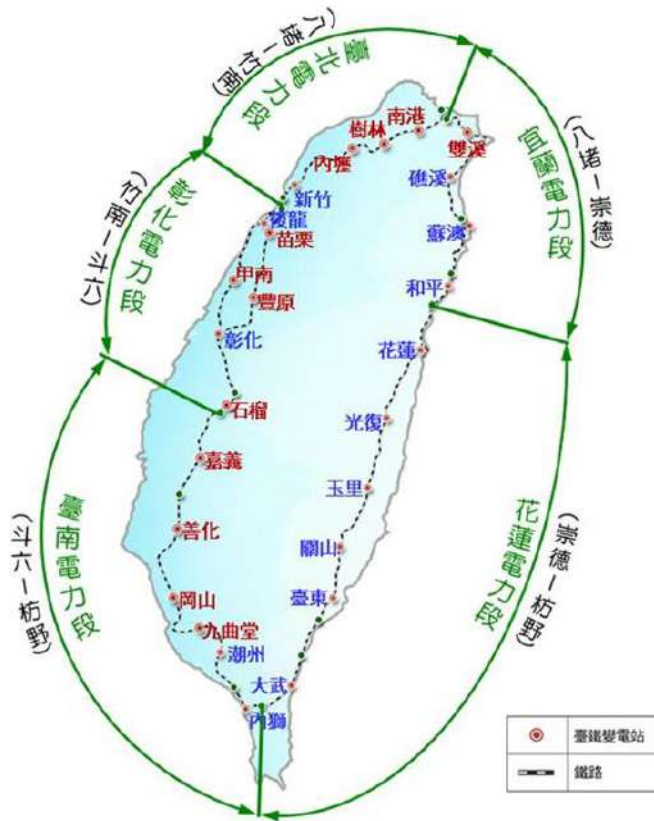 臺北電力段
(八堵－竹南)
宜蘭電力段
(八堵－崇德)
彰化電力段
(竹南－斗六)
臺南電力段
(斗六－枋野)
花蓮電力段
(崇德－枋野)
南港
樹林
內壢
雙溪
礁溪
新竹
後龍
苗栗
蘇澳
甲南
豐原
和平
彰化
花蓮
石榴
光復
嘉義
玉里
善化
關山
岡山
臺東
九曲堂
潮州
大武
內獅
臺鐵變電站
鐵路